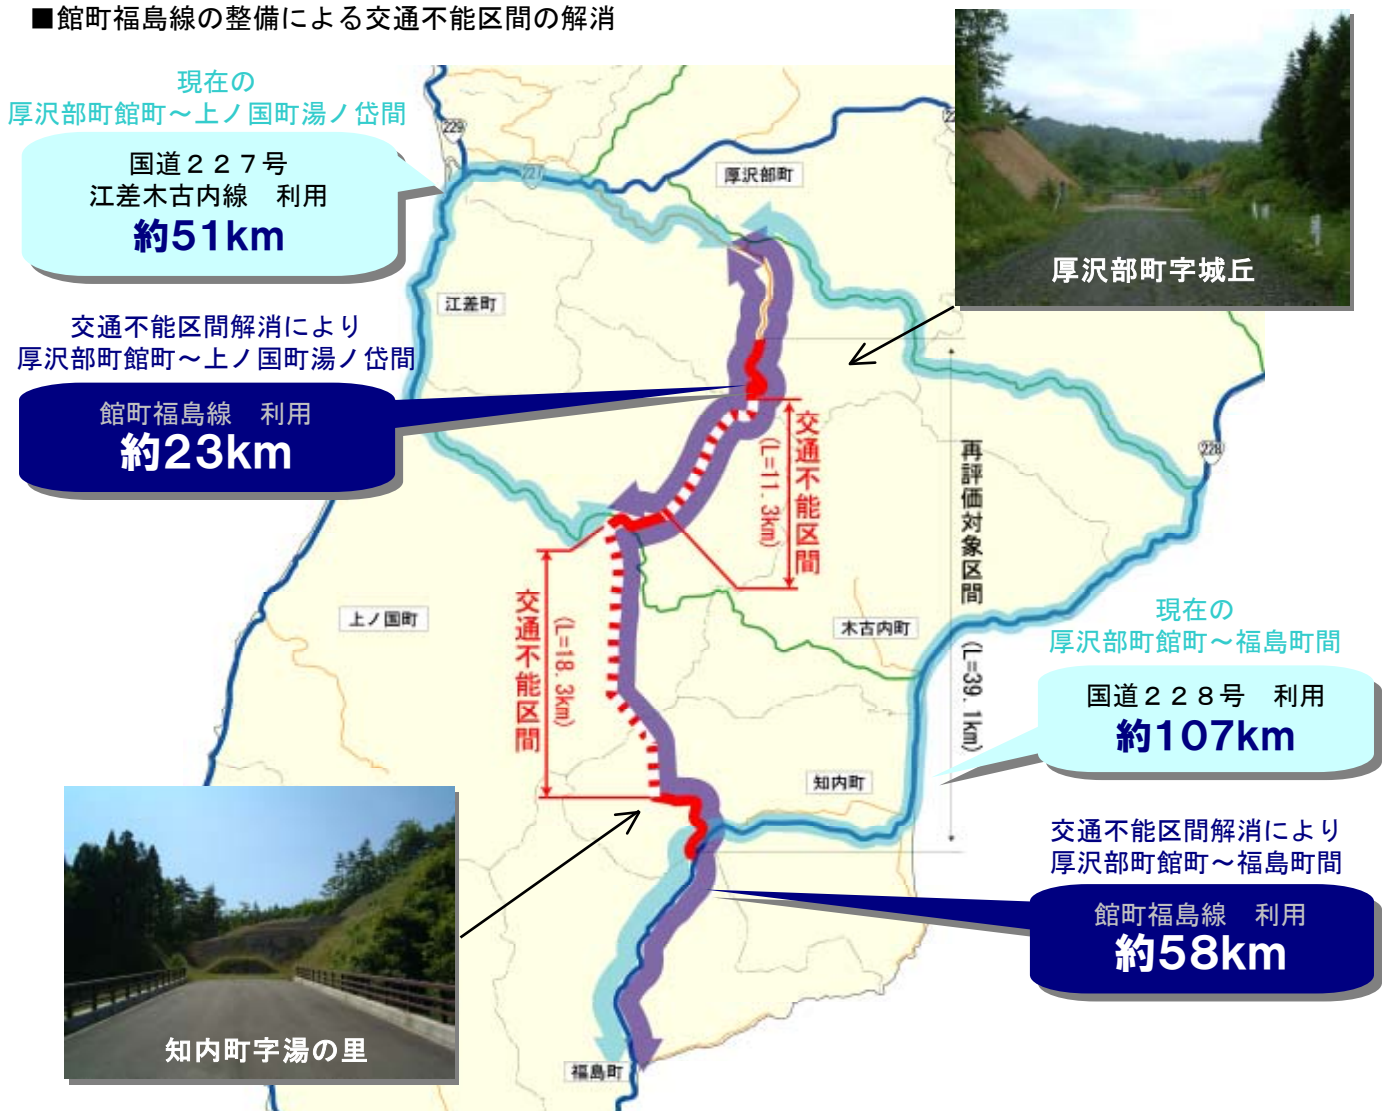 ■館町福島線の整備による交通不能区間の解消
現在の
厚沢部町館町～上ノ国町湯ノ岱間
国道２２７号
江差木古内線　利用
約51km
交通不能区間解消により
厚沢部町館町～上ノ国町湯ノ岱間
館町福島線　利用
約23km
229
227
厚沢部町
江差町
厚沢部町字城丘
228
交通不能区間
(L=11.3km)
再評価対象区間 (L=39.1km)
交通不能区間
(L=18.3km)
上ノ国町
木古内町
知内町
現在の
厚沢部町館町～福島町間
国道２２８号　利用
約107km
交通不能区間解消により
厚沢部町館町～福島町間
館町福島線　利用
約58km
知内町字湯の里
福島町